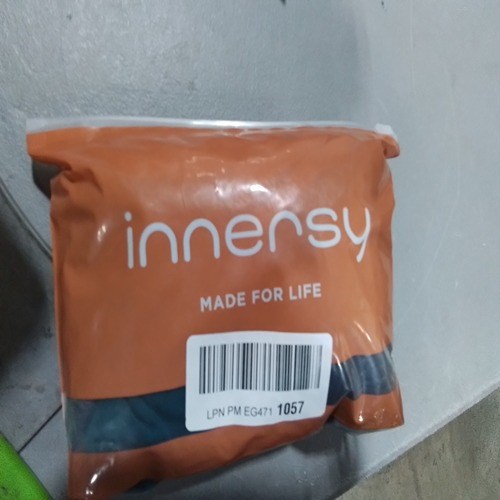 innersy
MADE FOR LIFE
LPN PM EG471 1057